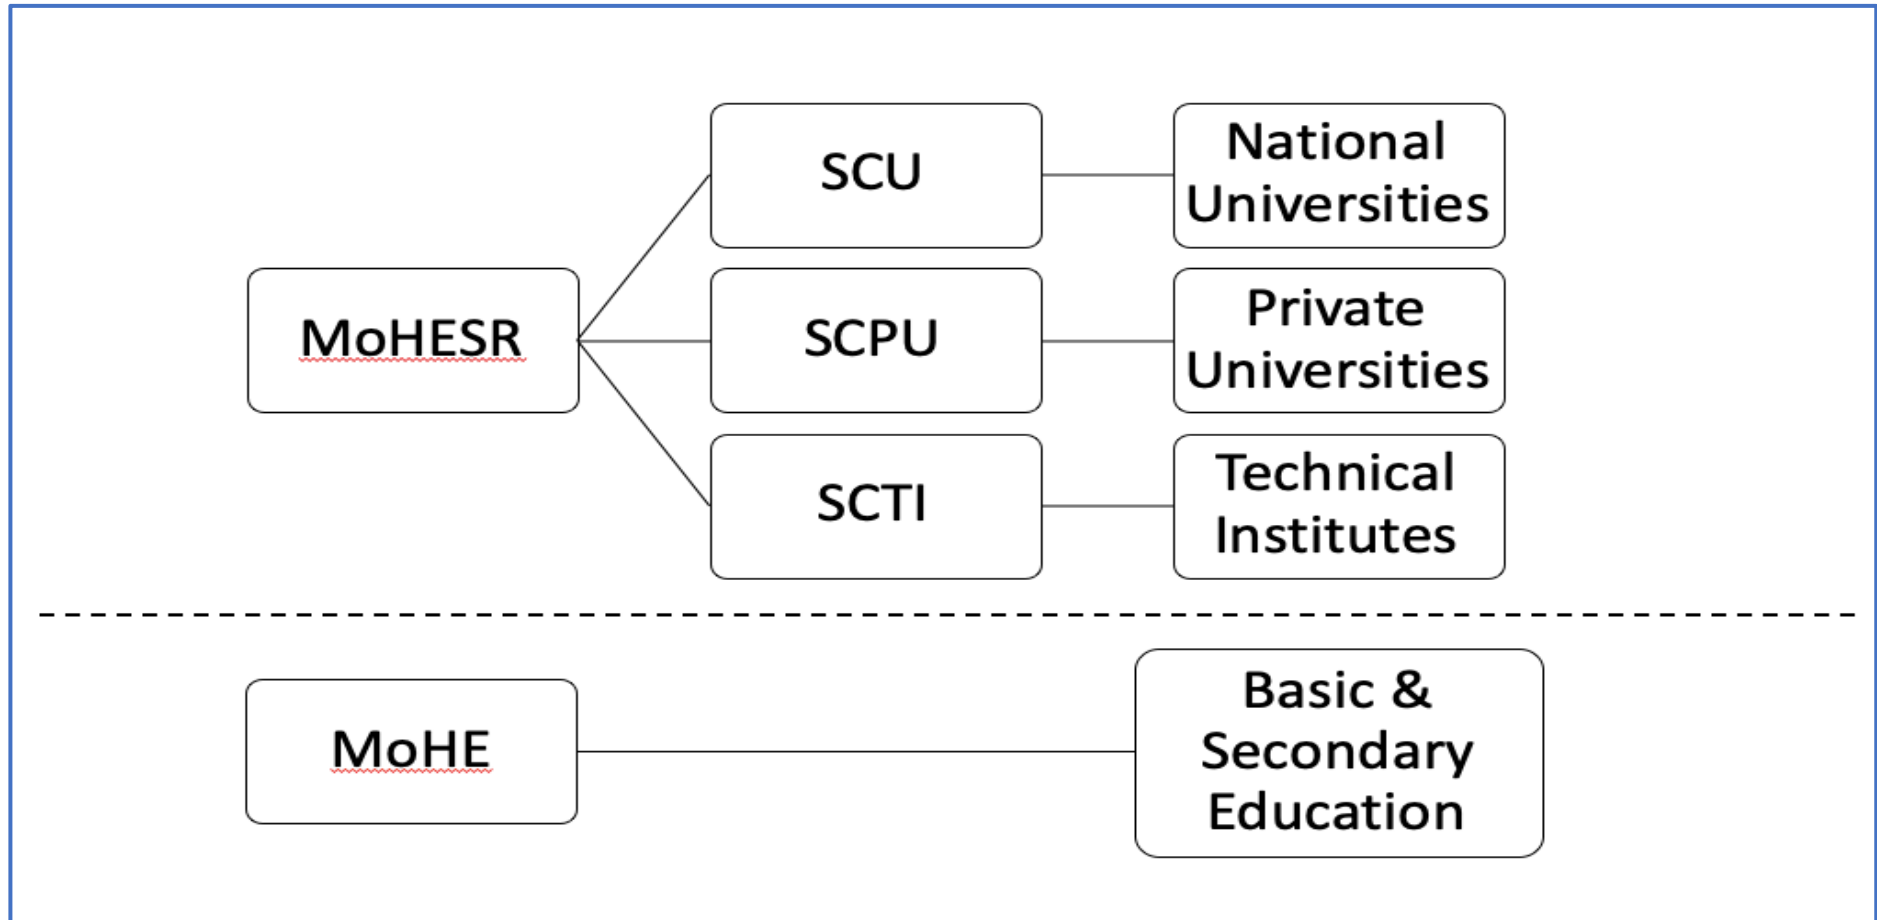 SCU
National
Universities
MoHESR
SCPU
Private
Universities
SCTI
Technical
Institutes
MoHE
Basic &
Secondary
Education